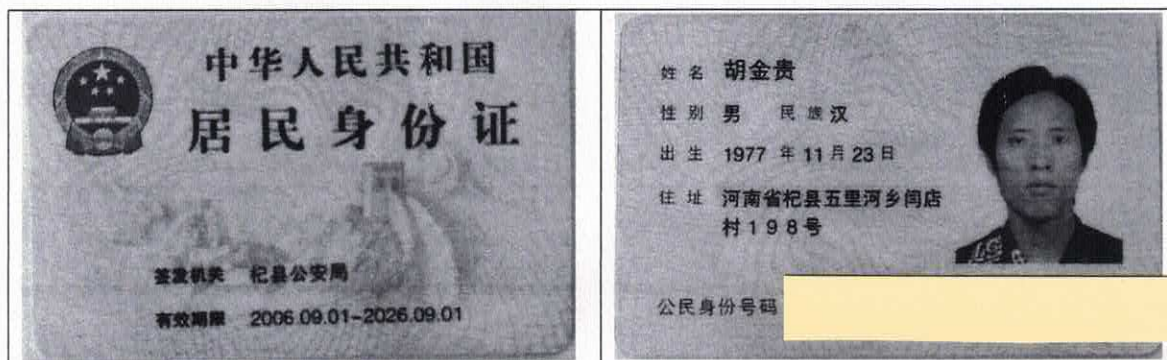 中华人民共和国
居民身份证
签发机关 杞县公安局
有效期限 2006.09.01-2026.09.01
姓名 胡金贵
性别 男 民族 汉
出生 1977 年 11 月 23 日
住址 河南省杞县五里河乡闫店
村198号
公民身份号码